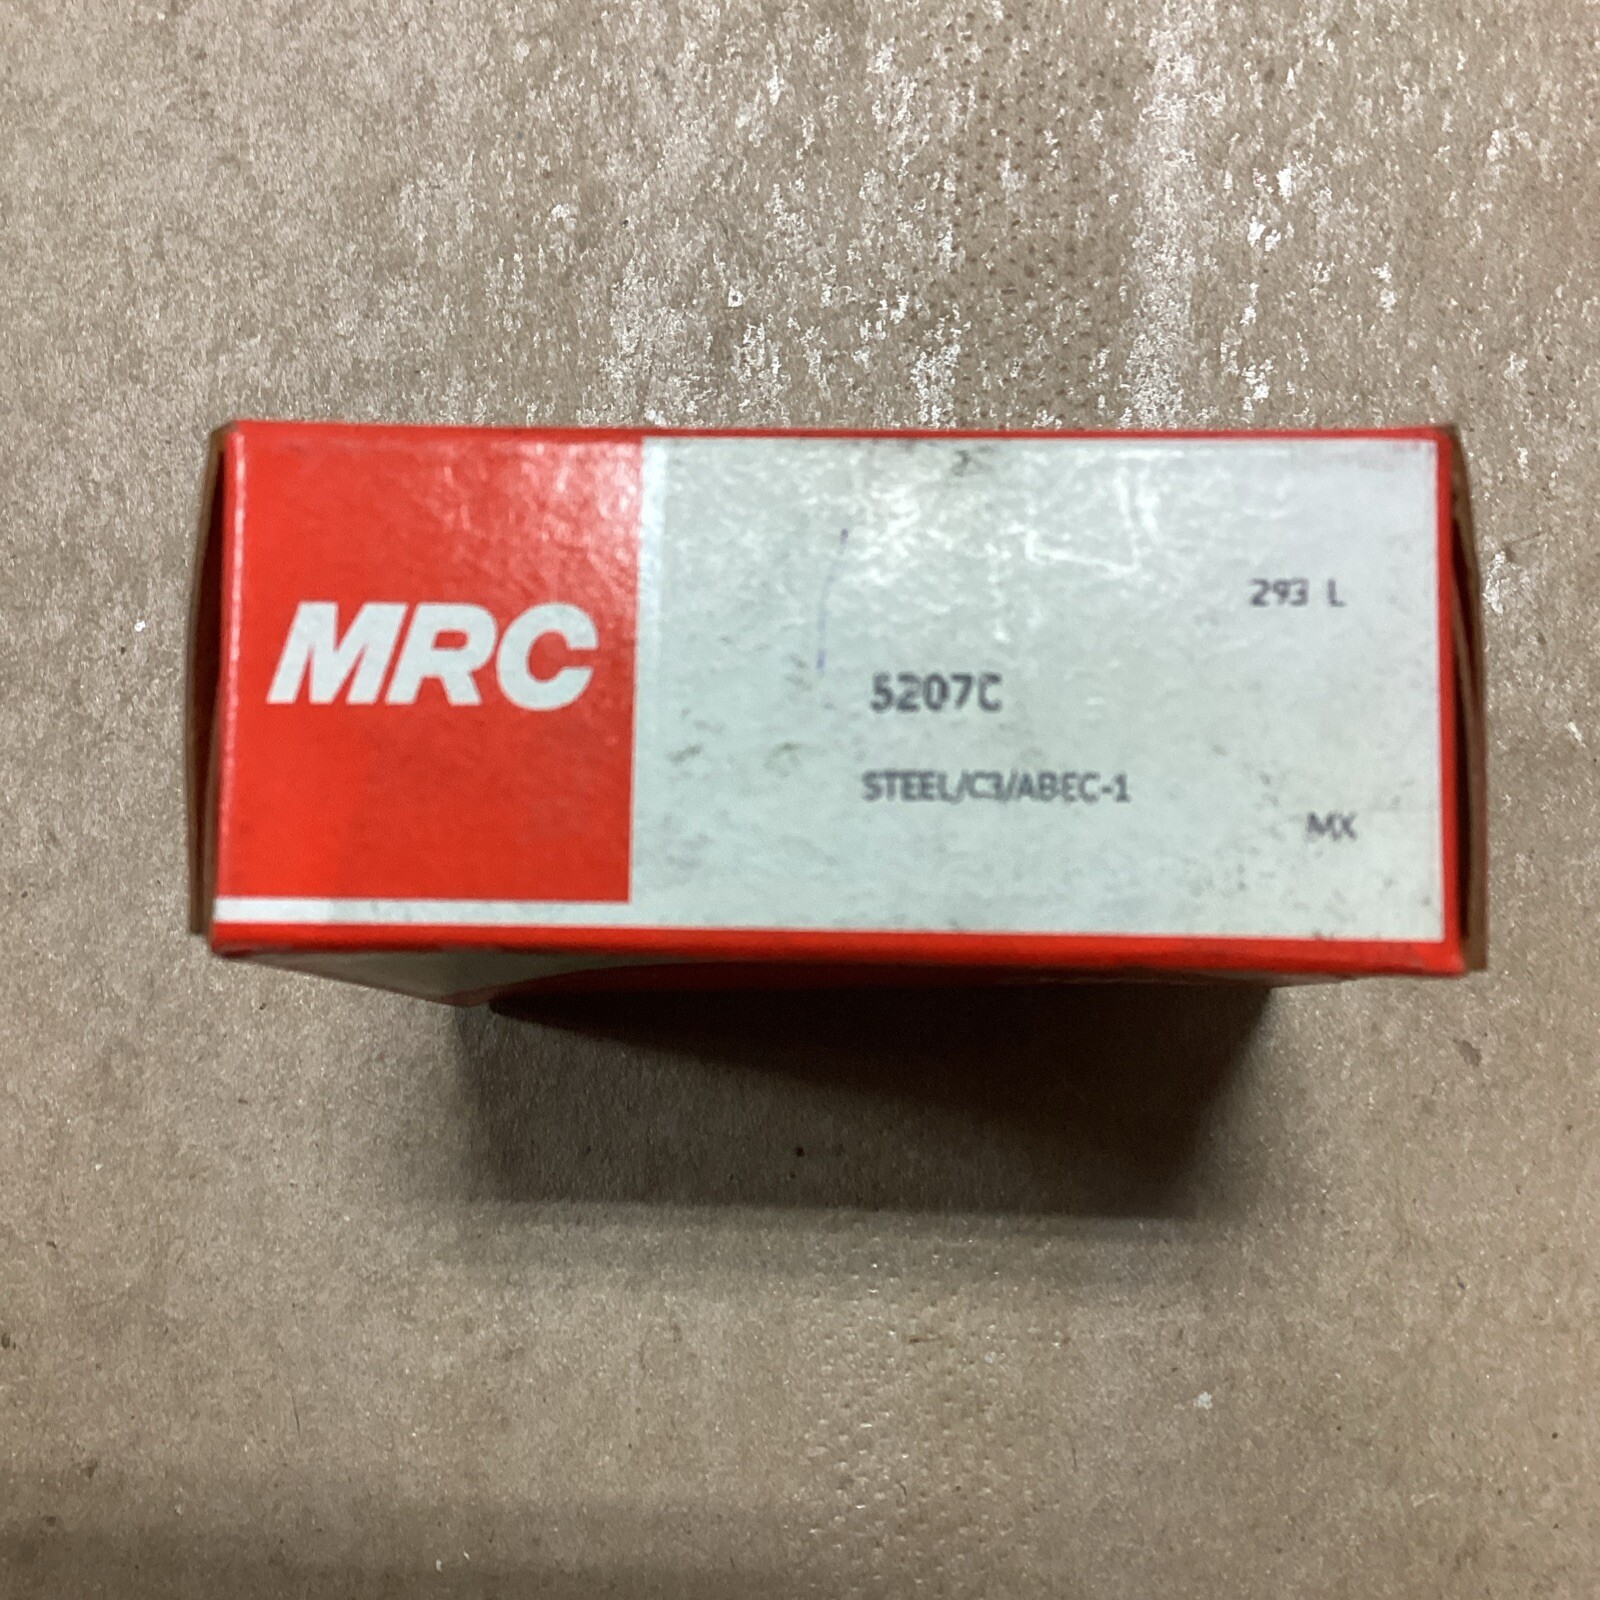 MRC
293 L
5207C
STEEL/C3/ABEC-1
MX